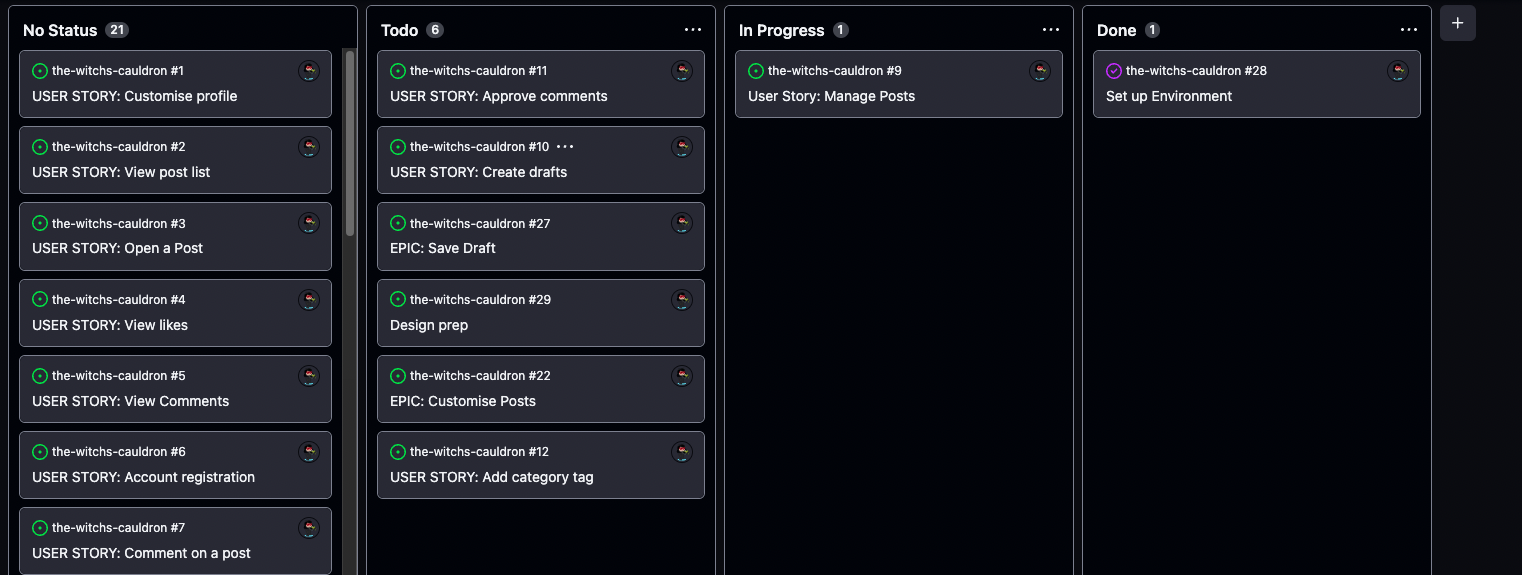 No Status 21
the-witchs-cauldron #1
USER STORY: Customise profile
the-witchs-cauldron #2
USER STORY: View post list
the-witchs-cauldron #3
USER STORY: Open a Post
the-witchs-cauldron #4
USER STORY: View likes
the-witchs-cauldron #5
USER STORY: View Comments
the-witchs-cauldron #6
USER STORY: Account registration
the-witchs-cauldron #7
USER STORY: Comment on a post
Todo 6
the-witchs-cauldron #11
USER STORY: Approve comments
the-witchs-cauldron #10
USER STORY: Create drafts
the-witchs-cauldron #27
EPIC: Save Draft
the-witchs-cauldron #29
Design prep
the-witchs-cauldron #22
EPIC: Customise Posts
the-witchs-cauldron #12
USER STORY: Add category tag
In Progress 1
the-witchs-cauldron #9
User Story: Manage Posts
Done 1
the-witchs-cauldron #28
Set up Environment